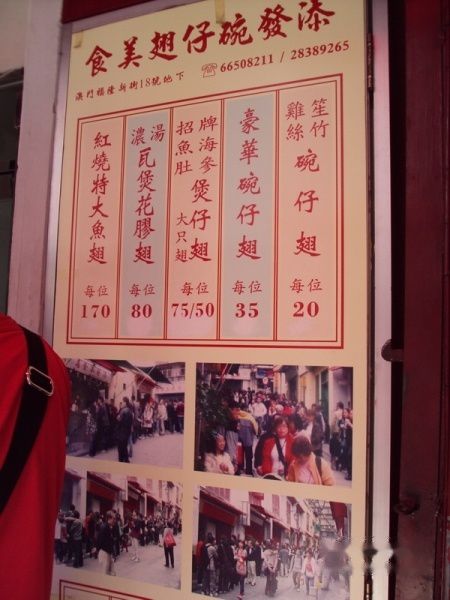 添發碗仔翅美食
澳門福隆新街18號地下
☎ 66508211 / 28389265
笙竹雞絲碗仔翅
每位
20
豪華碗仔翅
每位
35
招牌魚海肚參煲仔翅
大只翅
每位
75/50
濃湯瓦煲花膠翅
每位
80
紅燒特大魚翅
每位
170